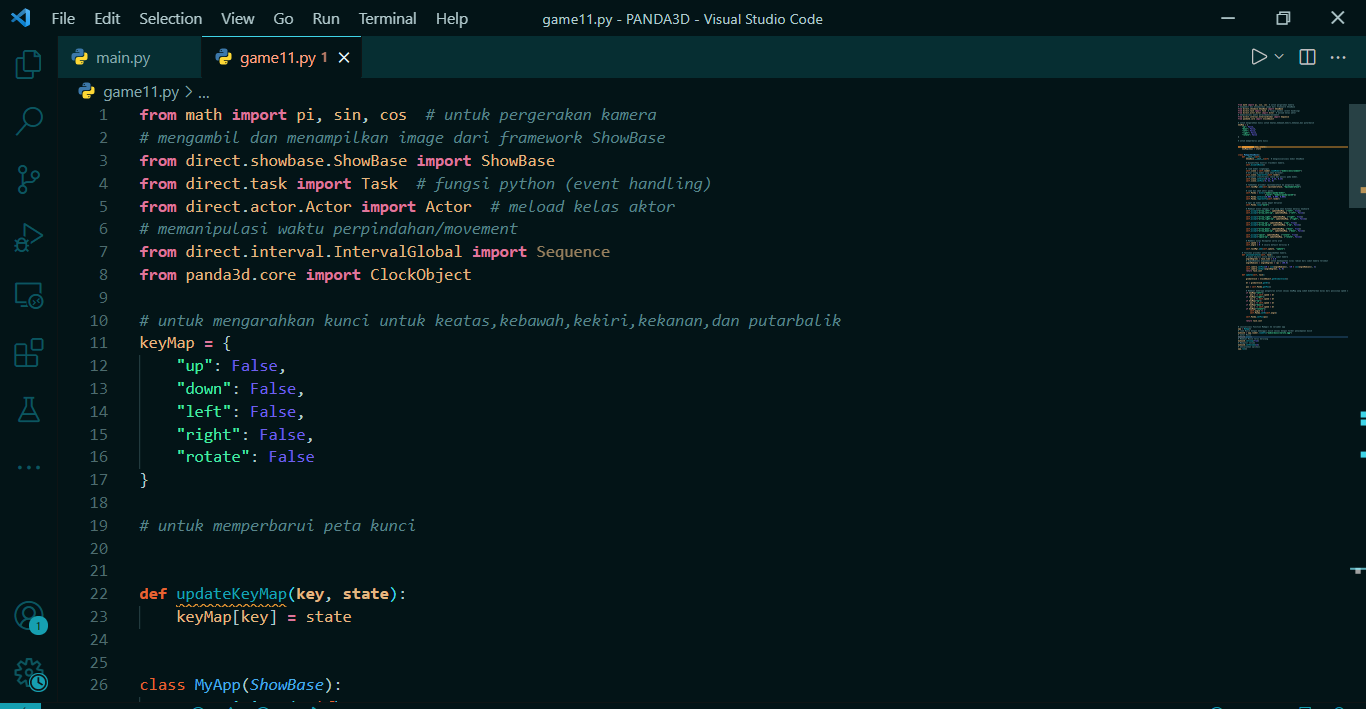 File Edit Selection View Go Run Terminal Help game11.py - PANDA3D - Visual Studio Code
main.py game11.py 1
game11.py > ...
1 from math import pi, sin, cos # untuk pergerakan kamera
2 # mengambil dan menampilkan image dari framework ShowBase
3 from direct.showbase.ShowBase import ShowBase
4 from direct.task import Task # fungsi python (event handling)
5 from direct.actor.Actor import Actor # meload kelas aktor
6 # memanipulasi waktu perpindahan/movement
7 from direct.interval.IntervalGlobal import Sequence
8 from panda3d.core import ClockObject
9
10 # untuk mengarahkan kunci untuk keatas,kebawah,kekiri,kekanan,dan putarbalik
11 keyMap = {
12 "up": False,
13 "down": False,
14 "left": False,
15 "right": False,
16 "rotate": False
17 }
18
19 # untuk memperbarui peta kunci
20
21
22 def updateKeyMap(key, state):
23 keyMap[key] = state
24
25
26 class MyApp(ShowBase):
1